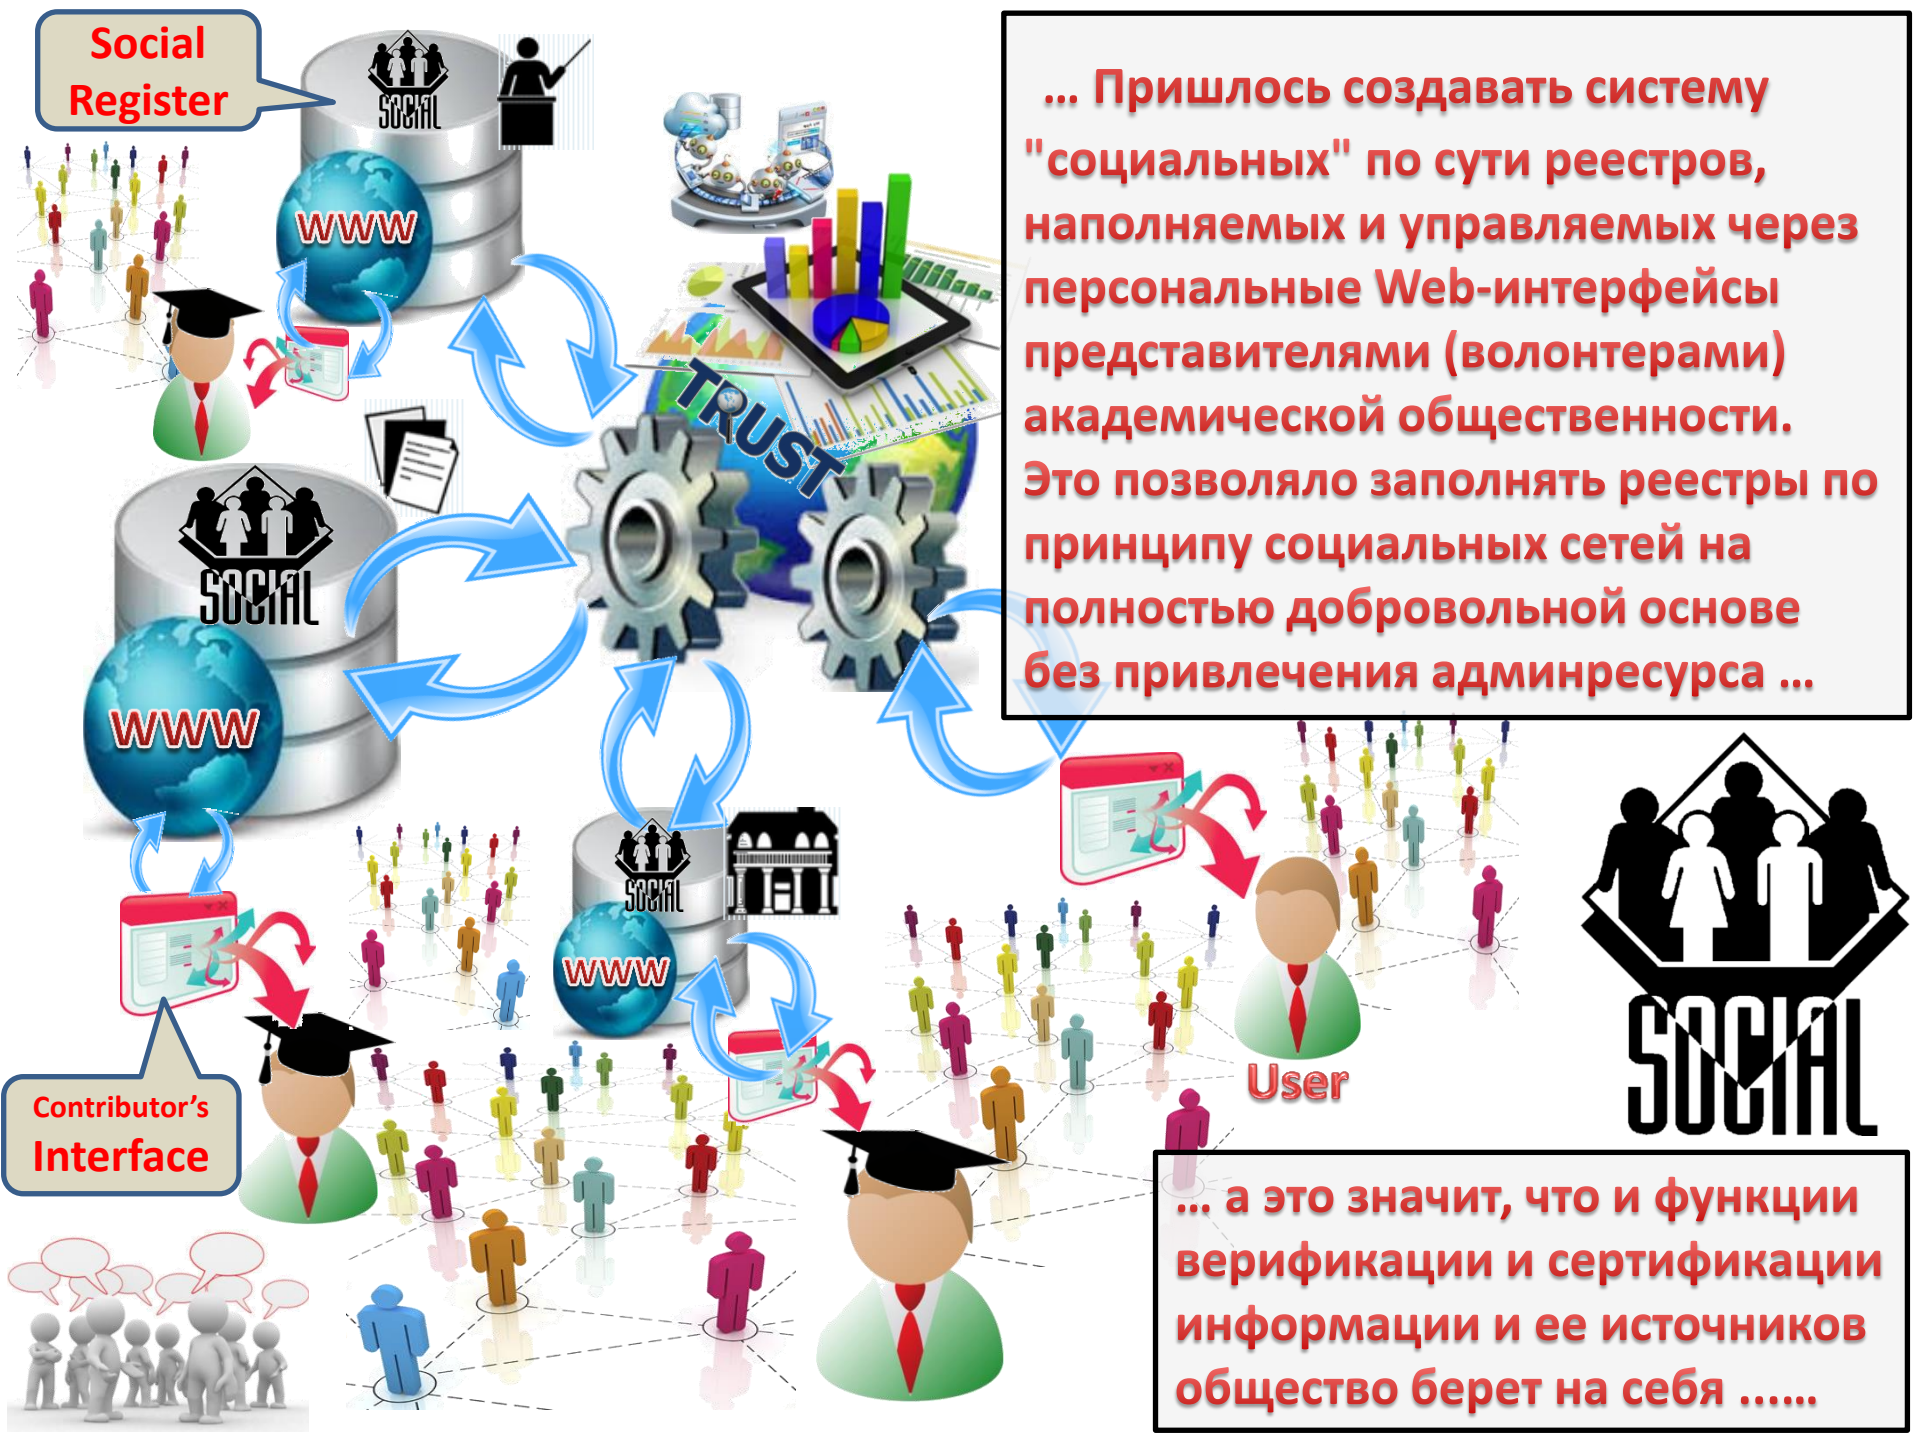 Social
Register
SOCIAL
WWW
... Пришлось создавать систему
"социальных" по сути реестров,
наполняемых и управляемых через
персональные Web-интерфейсы
представителями (волонтерами)
академической общественности.
Это позволяло заполнять реестры по
принципу социальных сетей на
полностью добровольной основе
без привлечения админресурса ...
TRUST
SOCIAL
WWW
SOCIAL
WWW
SOCIAL
User
Contributor’s
Interface
... а это значит, что и функции
верификации и сертификации
информации и ее источников
общество берет на себя ......